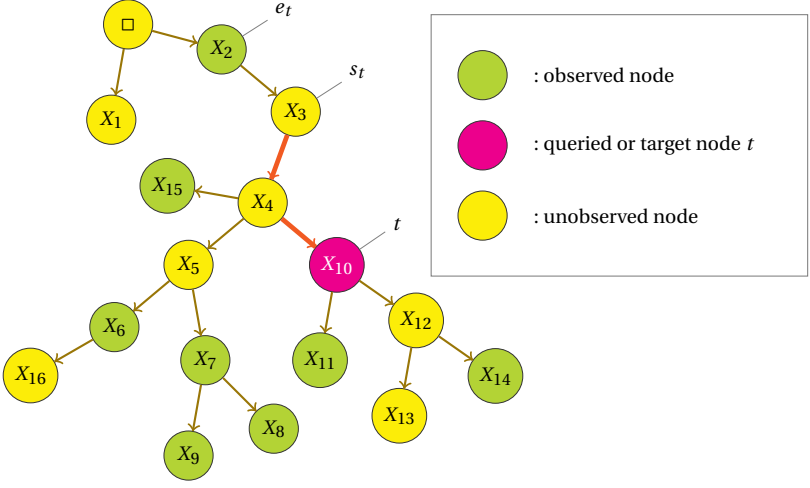 □
e_t
X_2
s_t
X_3
X_1
X_15
X_4
t
X_5
X_10
X_6
X_12
X_16
X_7
X_11
X_14
X_13
X_8
X_9
: observed node
: queried or target node t
: unobserved node